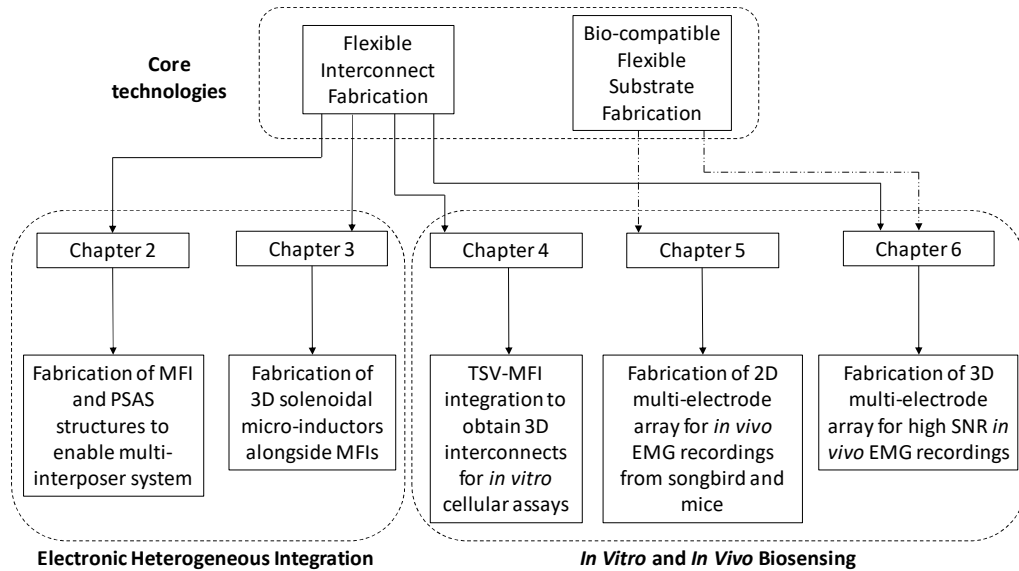 Core
technologies
Flexible
Interconnect
Fabrication
Bio-compatible
Flexible
Substrate
Fabrication
Chapter 2
Chapter 3
Chapter 4
Chapter 5
Chapter 6
Fabrication of MFI
and PSAS
structures to
enable multi-
interposer system
Fabrication of
3D solenoidal
micro-inductors
alongside MFIs
TSV-MFI
integration to
obtain 3D
interconnects
for in vitro
cellular assays
Fabrication of 2D
multi-electrode
array for in vivo
EMG recordings
from songbird and
mice
Fabrication of 3D
multi-electrode
array for high SNR in
vivo EMG recordings
Electronic Heterogeneous Integration
In Vitro and In Vivo Biosensing